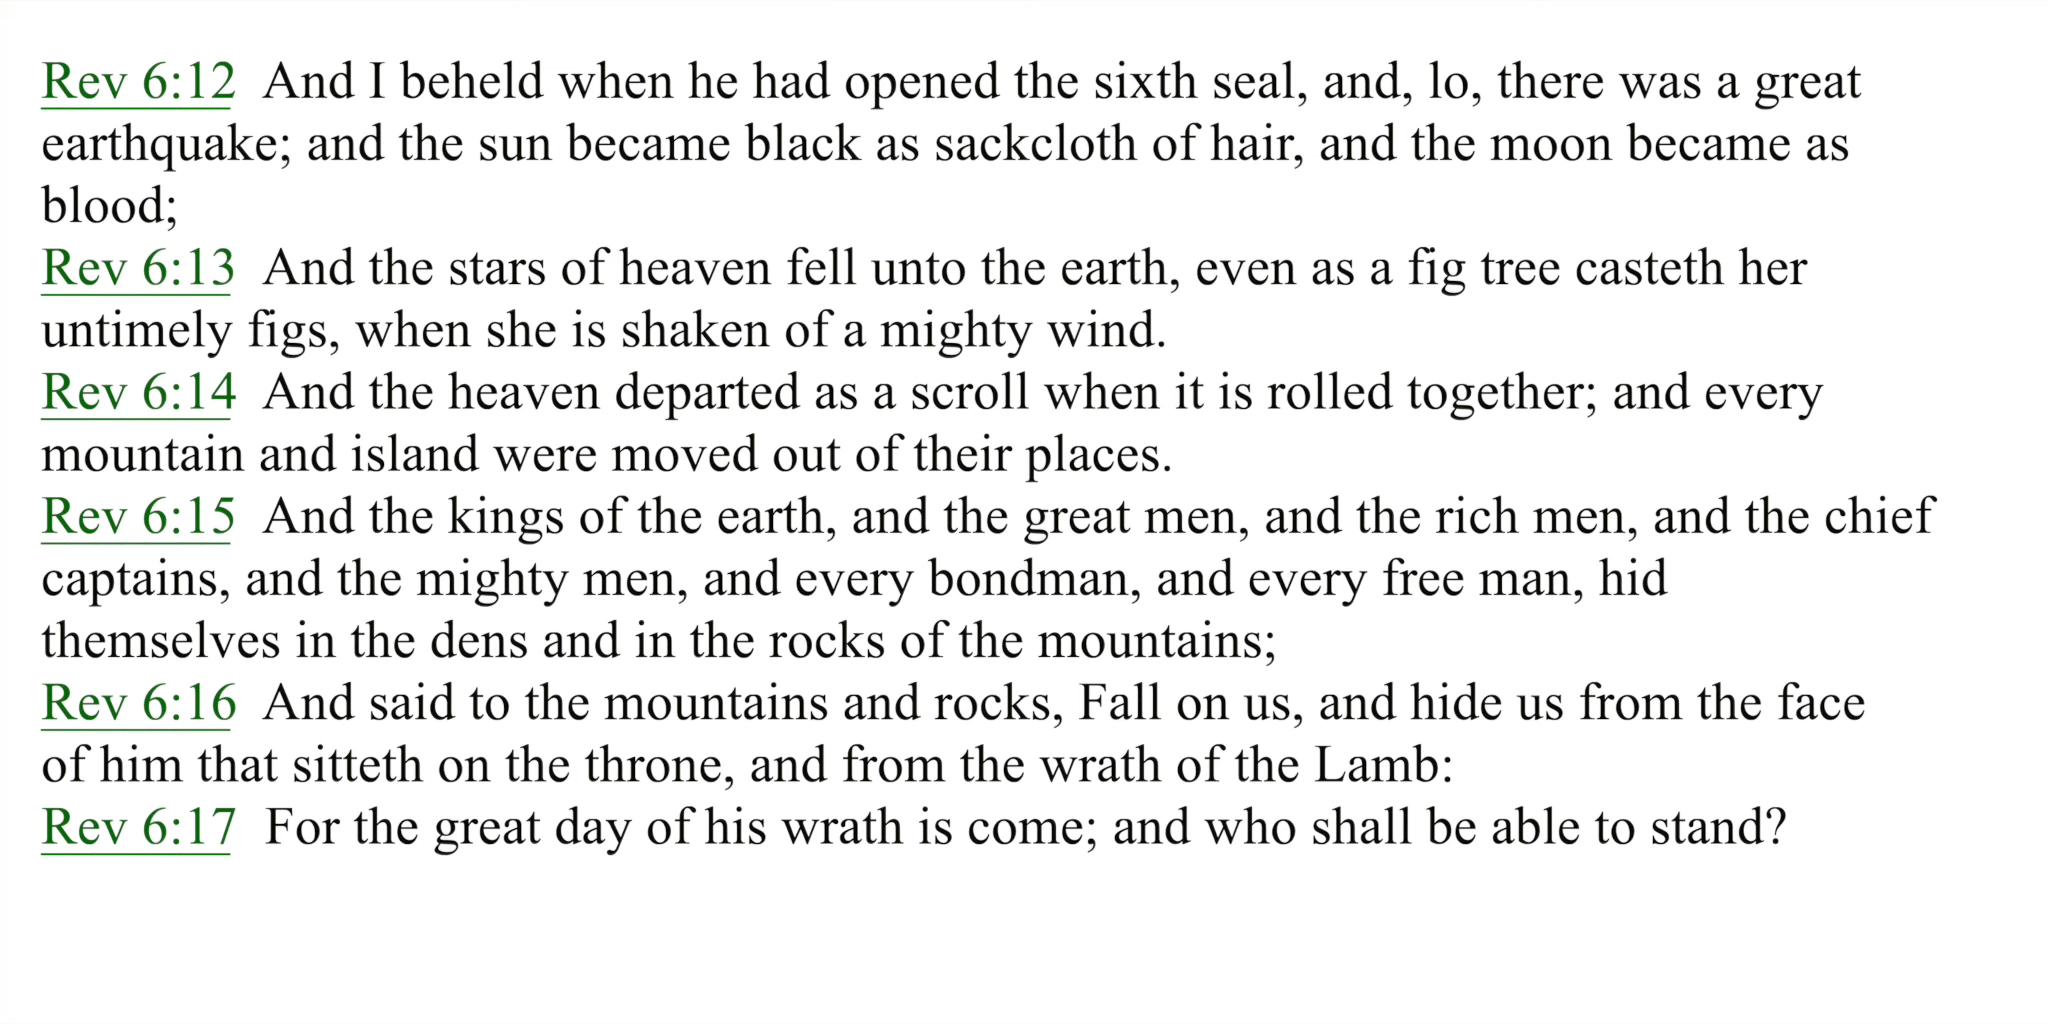 Rev 6:12  And I beheld when he had opened the sixth seal, and, lo, there was a great
earthquake; and the sun became black as sackcloth of hair, and the moon became as
blood;
Rev 6:13  And the stars of heaven fell unto the earth, even as a fig tree casteth her
untimely figs, when she is shaken of a mighty wind.
Rev 6:14  And the heaven departed as a scroll when it is rolled together; and every
mountain and island were moved out of their places.
Rev 6:15  And the kings of the earth, and the great men, and the rich men, and the chief
captains, and the mighty men, and every bondman, and every free man, hid
themselves in the dens and in the rocks of the mountains;
Rev 6:16  And said to the mountains and rocks, Fall on us, and hide us from the face
of him that sitteth on the throne, and from the wrath of the Lamb:
Rev 6:17  For the great day of his wrath is come; and who shall be able to stand?